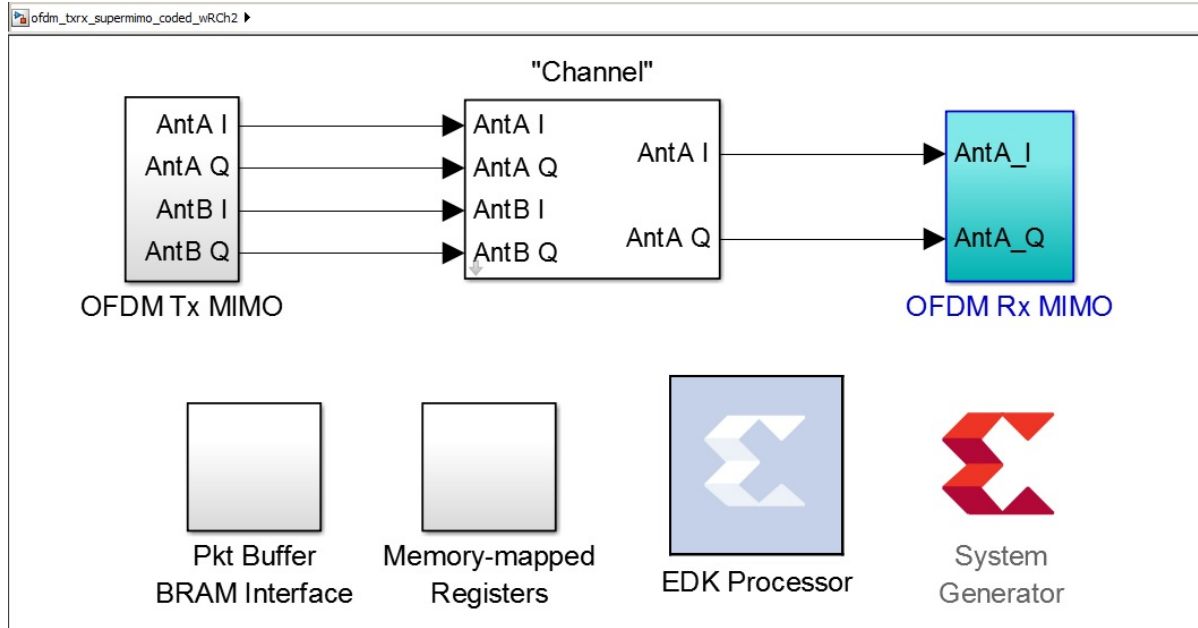 ofdm_txrx_supermimo_coded_wRCh2
"Channel"
AntA I
AntA Q
AntB I
AntB Q
OFDM Tx MIMO
AntA I
AntA Q
AntB I
AntB Q
AntA I
AntA Q
AntA_I
AntA_Q
OFDM Rx MIMO
Pkt Buffer
BRAM Interface
Memory-mapped
Registers
EDK Processor
System
Generator